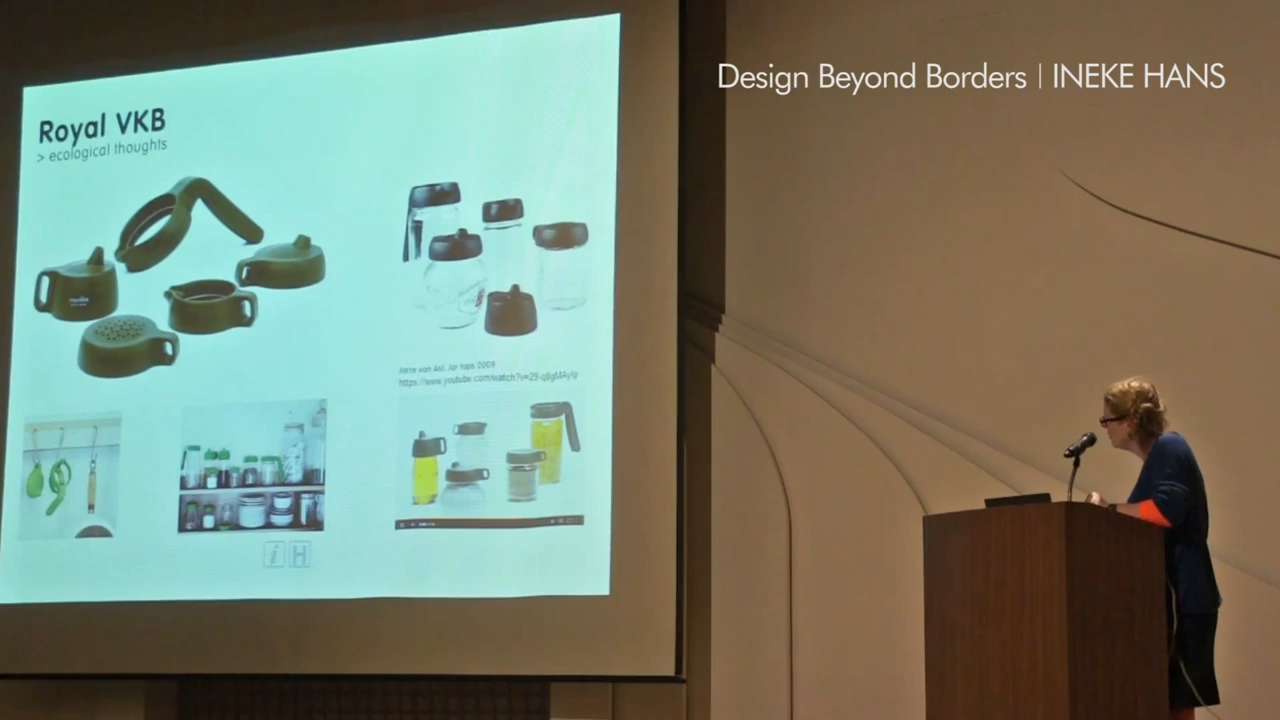 Design Beyond Borders | INEKE HANS
Royal VKB
> ecological thoughts
Jorre van Ast, Jar tops 2009
i H